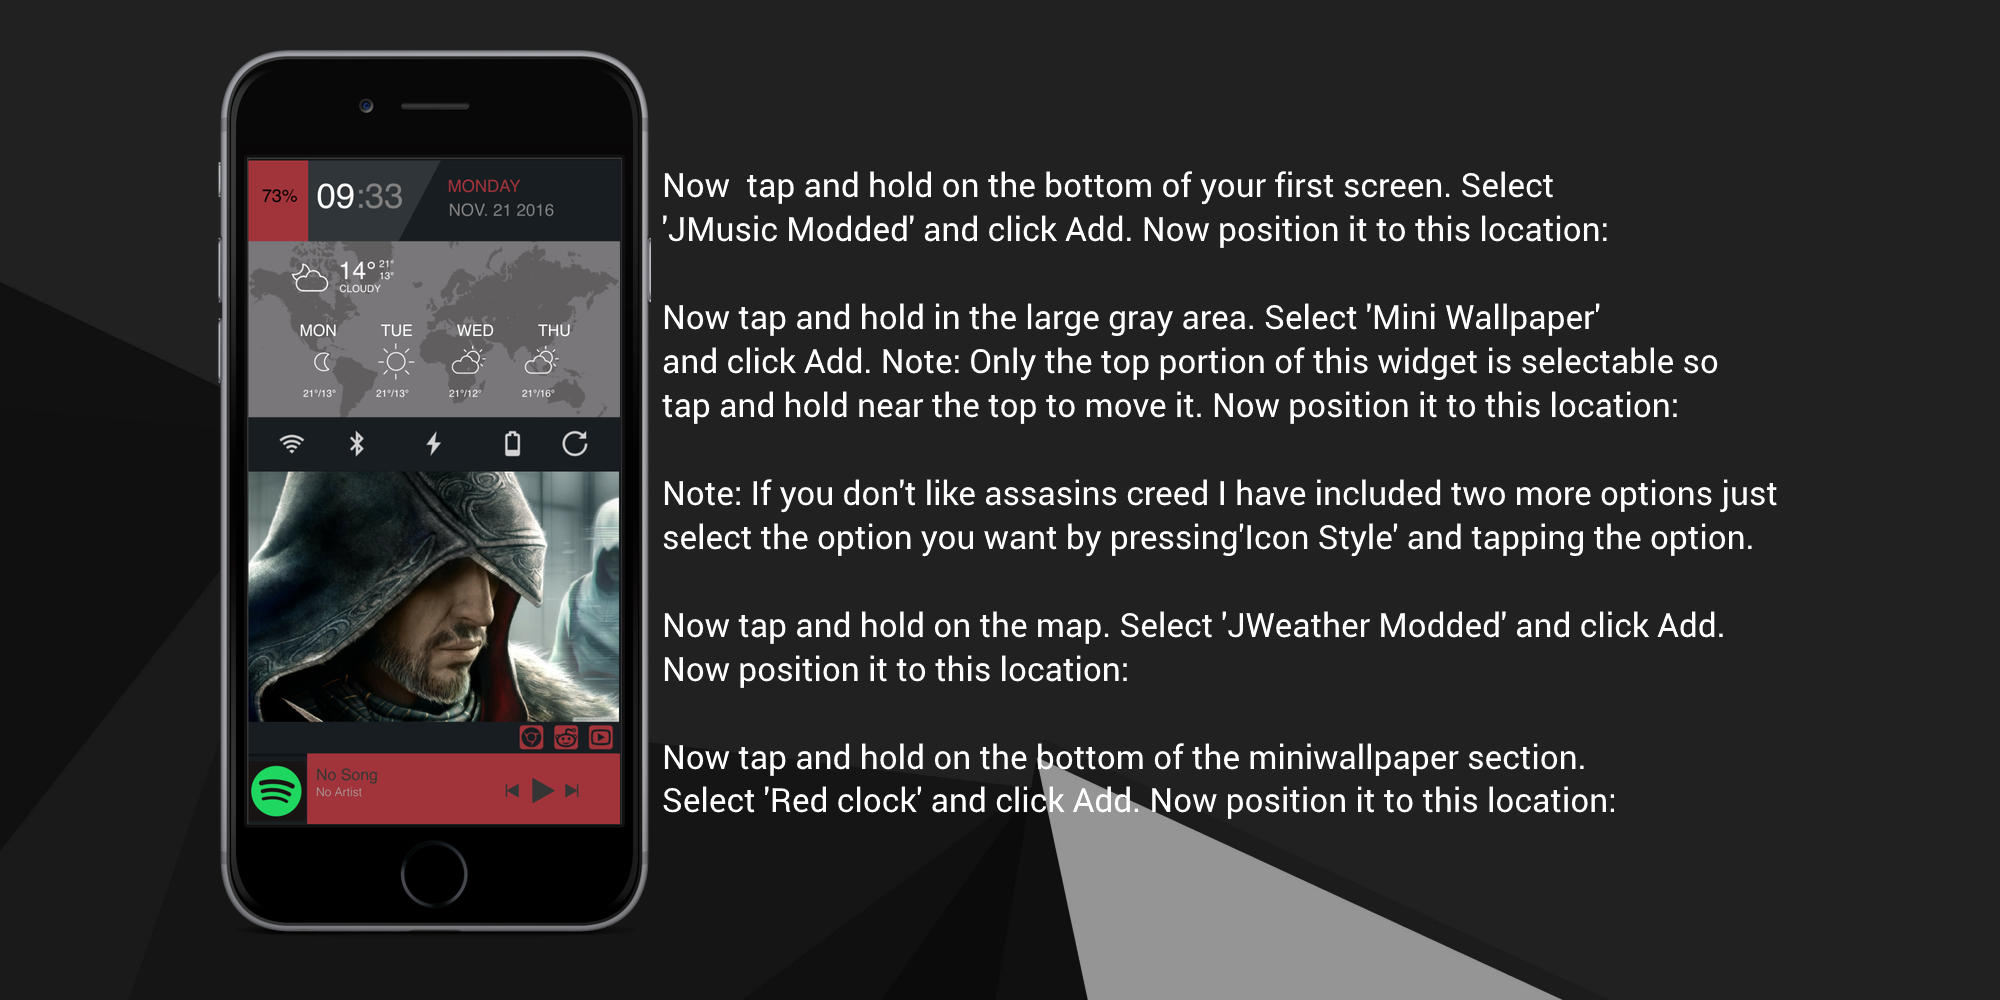 73%
09:33
MONDAY
NOV. 21 2016
14° 21°
13°
CLOUDY
MON TUE WED THU
21°/13° 21°/13° 21°/12° 21°/16°
No Song
No Artist
Now  tap and hold on the bottom of your first screen. Select
'JMusic Modded' and click Add. Now position it to this location:
Now tap and hold in the large gray area. Select 'Mini Wallpaper'
and click Add. Note: Only the top portion of this widget is selectable so
tap and hold near the top to move it. Now position it to this location:
Note: If you don't like assasins creed I have included two more options just
select the option you want by pressing'Icon Style' and tapping the option.
Now tap and hold on the map. Select 'JWeather Modded' and click Add.
Now position it to this location:
Now tap and hold on the bottom of the miniwallpaper section.
Select 'Red clock' and click Add. Now position it to this location: